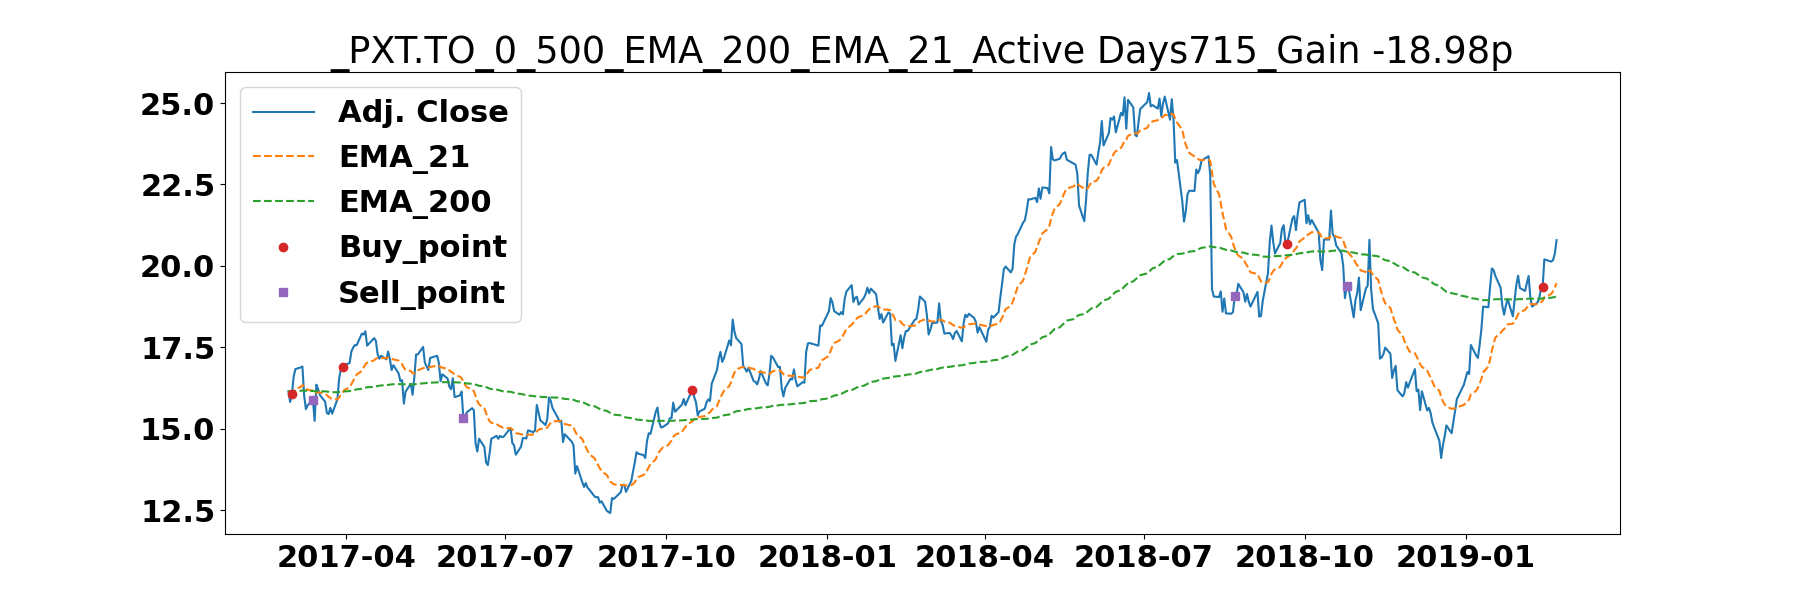 _PXT.TO_0_500_EMA_200_EMA_21_Active Days715_Gain -18.98p
25.0
22.5
20.0
17.5
15.0
12.5
Adj. Close
EMA_21
EMA_200
Buy_point
Sell_point
2017-04 2017-07 2017-10 2018-01 2018-04 2018-07 2018-10 2019-01